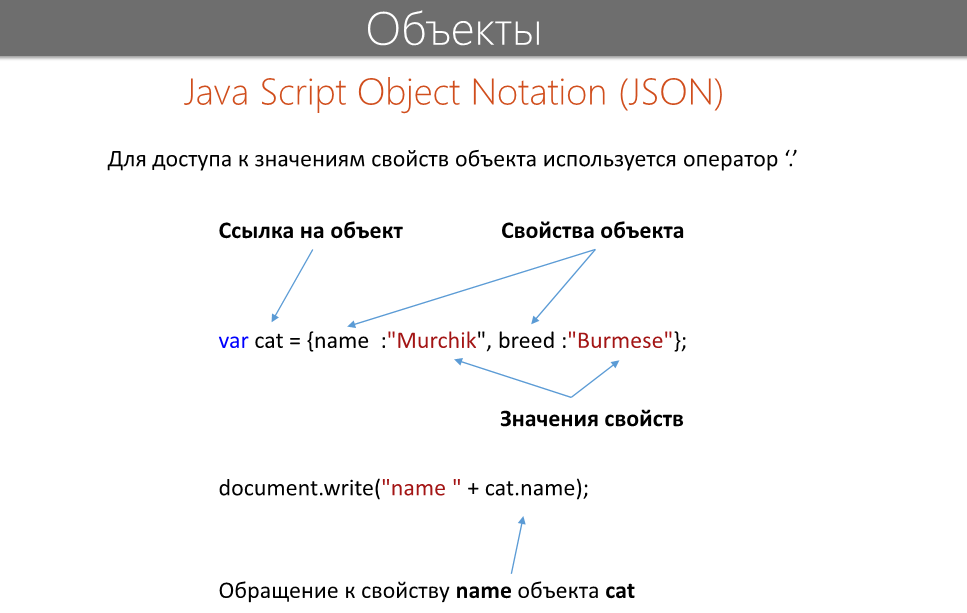 Объекты
Java Script Object Notation (JSON)
Для доступа к значениям свойств объекта используется оператор ‘.’
Ссылка на объект Свойства объекта
var cat = {name :"Murchik", breed :"Burmese"};
Значения свойств
document.write("name " + cat.name);
Обращение к свойству name объекта cat